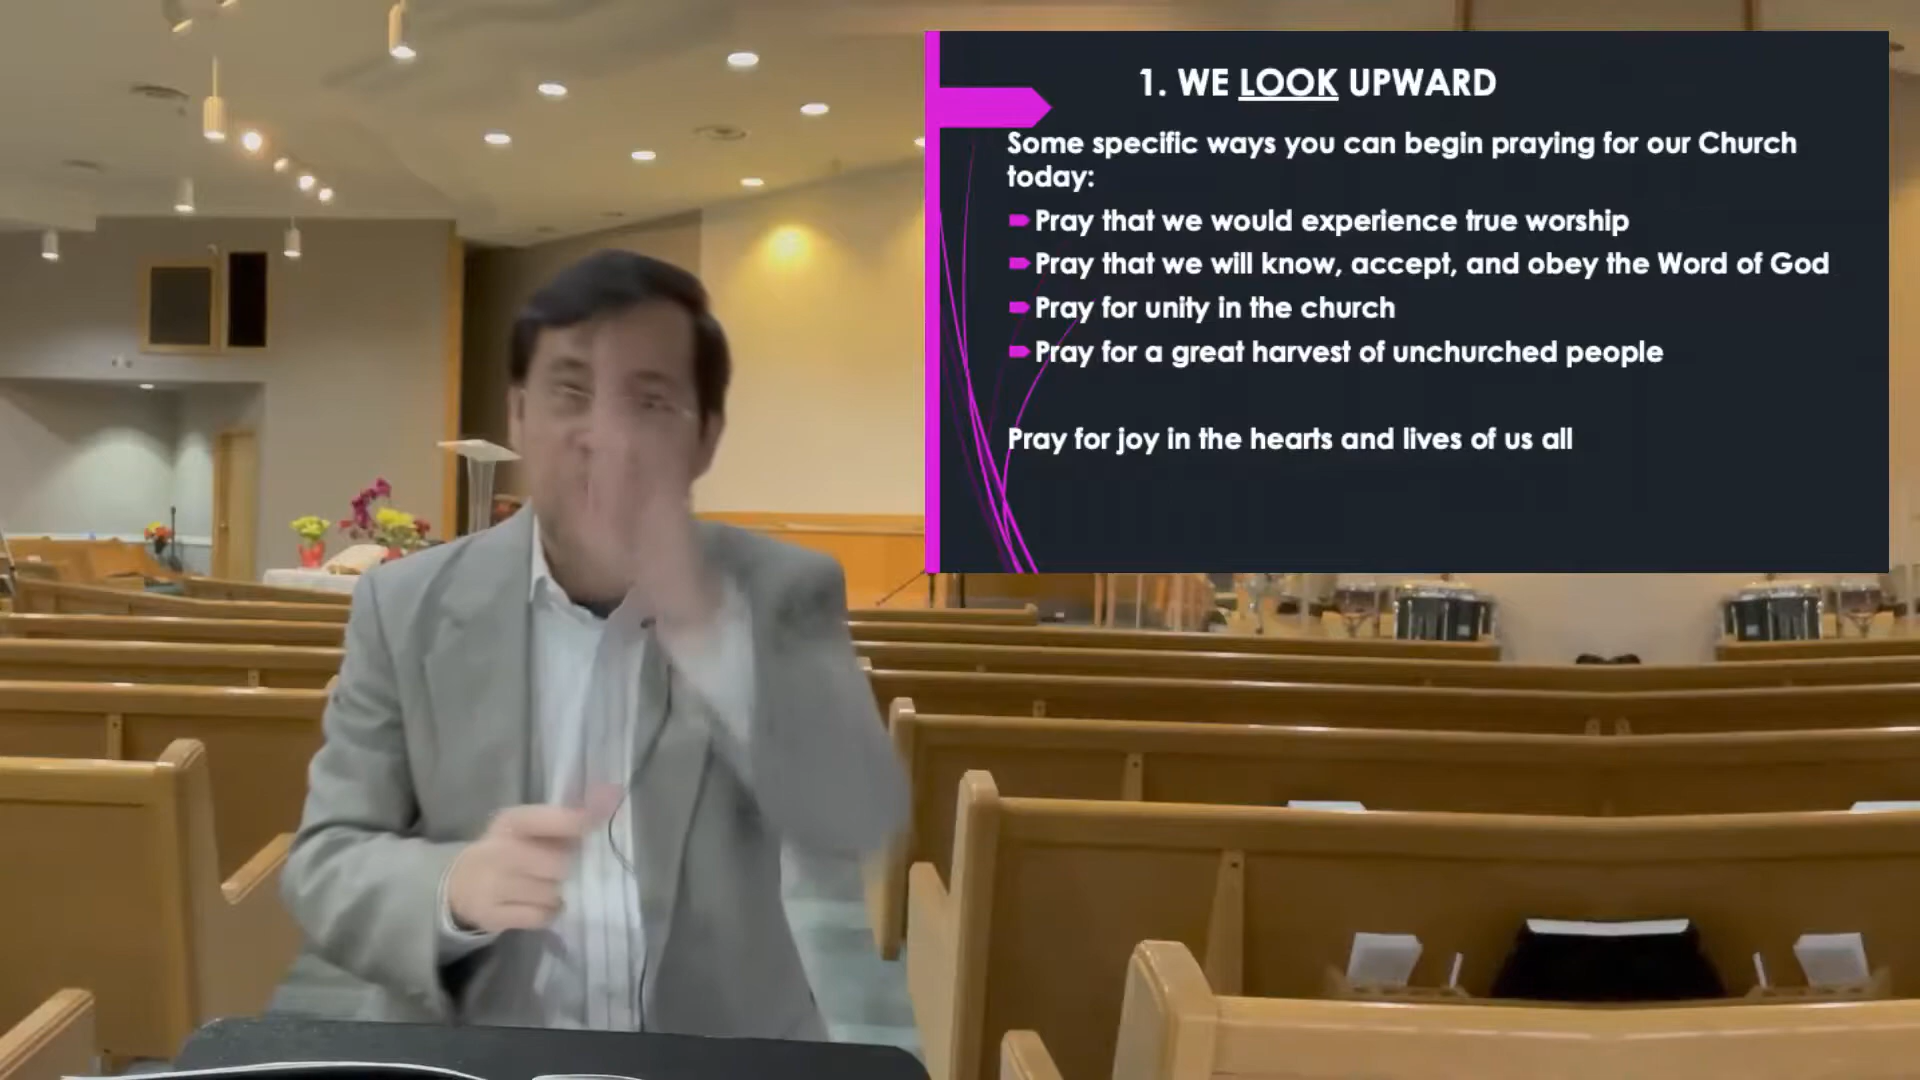 1. WE LOOK UPWARD
Some specific ways you can begin praying for our Church
today:
Pray that we would experience true worship
Pray that we will know, accept, and obey the Word of God
Pray for unity in the church
Pray for a great harvest of unchurched people
Pray for joy in the hearts and lives of us all